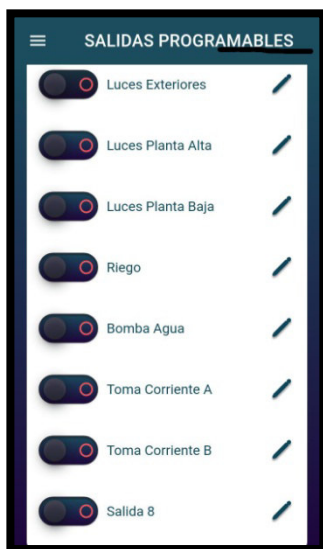 SALIDAS PROGRAMABLES
Luces Exteriores
Luces Planta Alta
Luces Planta Baja
Riego
Bomba Agua
Toma Corriente A
Toma Corriente B
Salida 8